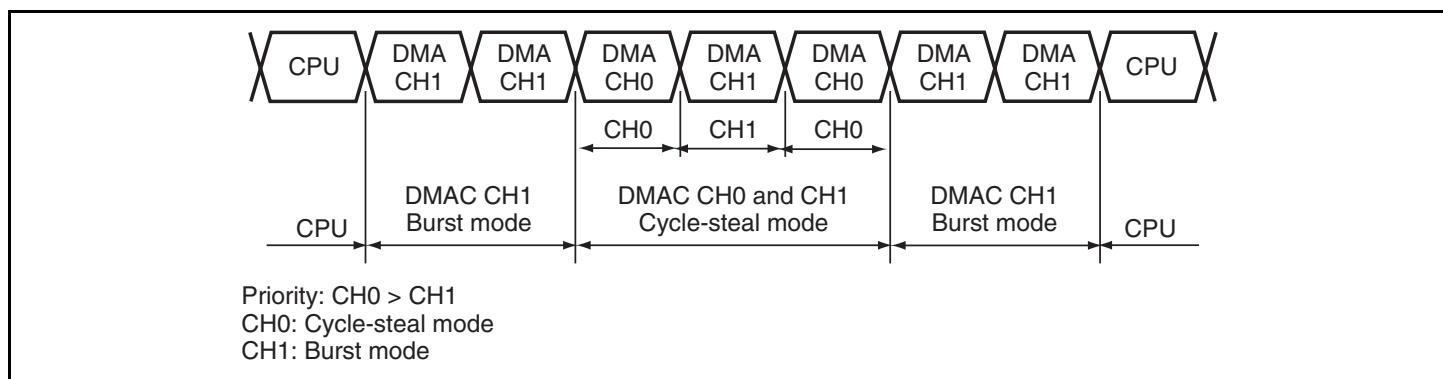 CPU DMA CH1 DMA CH1 DMA CH0 DMA CH1 DMA CH0 DMA CH1 DMA CH1 CPU
CH0 CH1 CH0
DMAC CH1 DMAC CH0 and CH1 DMAC CH1
CPU Burst mode Cycle-steal mode Burst mode CPU
Priority: CH0 > CH1
CH0: Cycle-steal mode
CH1: Burst mode